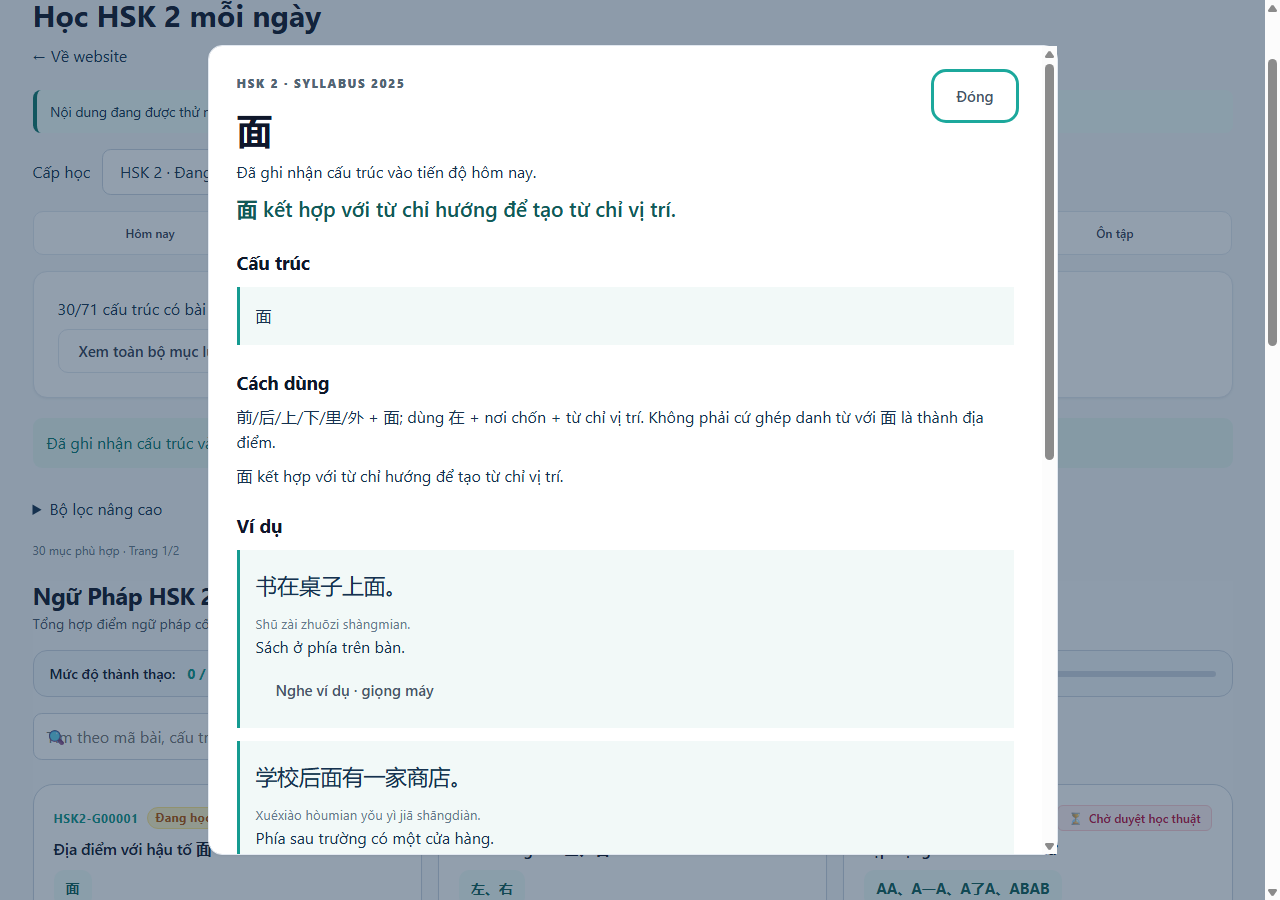 Học HSK 2 mỗi ngày
← Về website
Nội dung đang được thử
Cấp học
HSK 2 · Đang
Hôm nay
Ôn tập
30/71 cấu trúc có bài
Xem toàn bộ mục
Đã ghi nhận cấu trúc
Bộ lọc nâng cao
30 mục phù hợp · Trang 1/2
Ngữ Pháp HSK 2
Tổng hợp điểm ngữ pháp
Mức độ thành thạo: 0 /
theo mã bài, cấu
HSK2-G00001
Đang
Chờ duyệt học thuật
Địa điểm với hậu tố 面
面
左、右
AA、A一A、A了A、ABAB
HSK 2 · SYLLABUS 2025
Đóng
面
Đã ghi nhận cấu trúc vào tiến độ hôm nay.
面 kết hợp với từ chỉ hướng để tạo từ chỉ vị trí.
Cấu trúc
面
Cách dùng
前/后/上/下/里/外 + 面; dùng 在 + nơi chốn + từ chỉ vị trí. Không phải cứ ghép danh từ với 面 là thành địa
điểm.
面 kết hợp với từ chỉ hướng để tạo từ chỉ vị trí.
Ví dụ
书在桌子上面。
Shū zài zhuōzi shàngmian.
Sách ở phía trên bàn.
Nghe ví dụ · giọng máy
学校后面有一家商店。
Xuéxiào hòumian yǒu yì jiā shāngdiàn.
Phía sau trường có một cửa hàng.